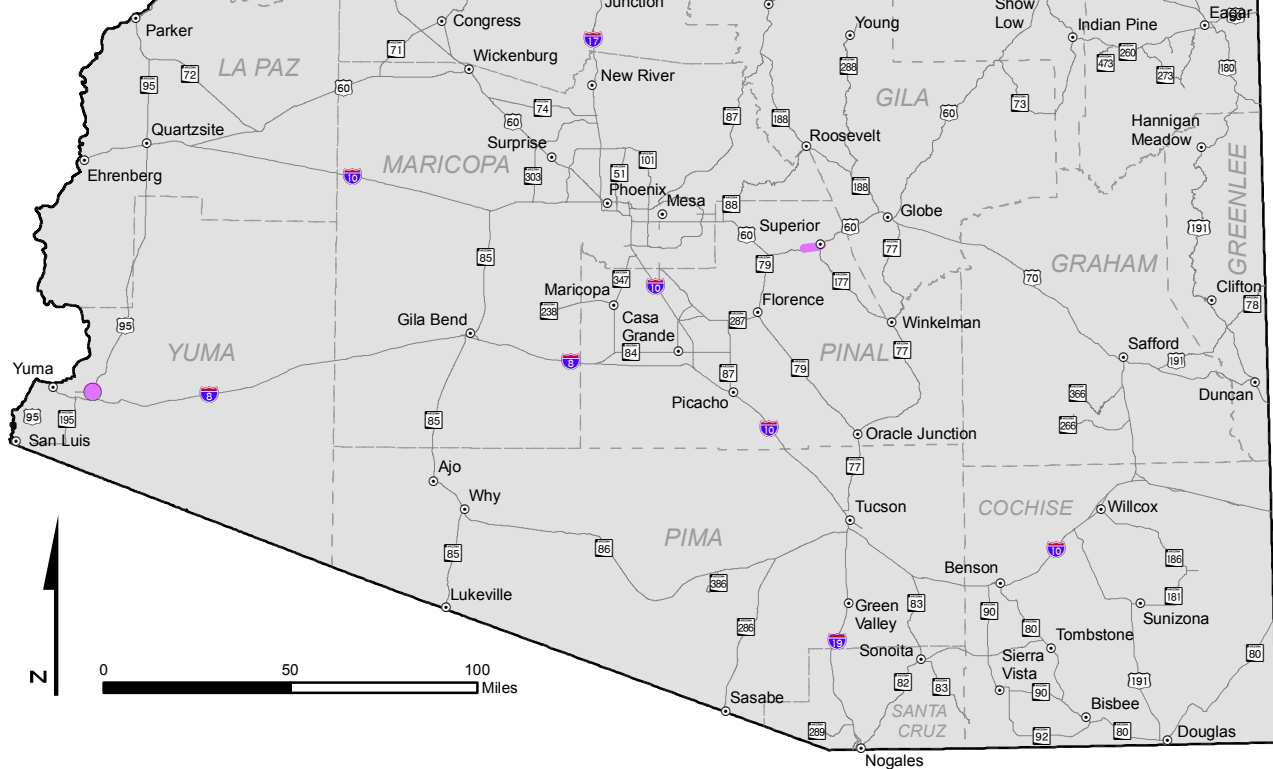 Junction
Show
Low
Eagar
Parker
Congress
Young
Indian Pine
17
71
Wickenburg
260
473
LA PAZ
72
95
60
New River
288
273
180
GILA
74
73
60
87
188
60
Hannigan
Meadow
Quartzsite
Surprise
Roosevelt
MARICOPA
101
Ehrenberg
10
303
51
188
GREENLEE
Phoenix
Mesa
88
Globe
Superior
60
60
191
77
85
79
GRAHAM
347
177
70
10
Maricopa
Florence
Clifton
78
238
Casa
Grande
287
95
Gila Bend
Winkelman
YUMA
84
PINAL
77
Safford
191
8
79
Yuma
87
8
366
Duncan
Picacho
95
195
85
266
10
San Luis
Oracle Junction
Ajo
77
Why
Tucson
COCHISE
Willcox
PIMA
86
10
85
186
Benson
386
181
Lukeville
Green
Valley
83
90
Sunizona
286
80
Tombstone
19
Sonoita
Sierra
Vista
80
0 50 100
Miles
N
82
83
90
191
Sasabe
SANTA
CRUZ
Bisbee
289
92
80
Douglas
Nogales